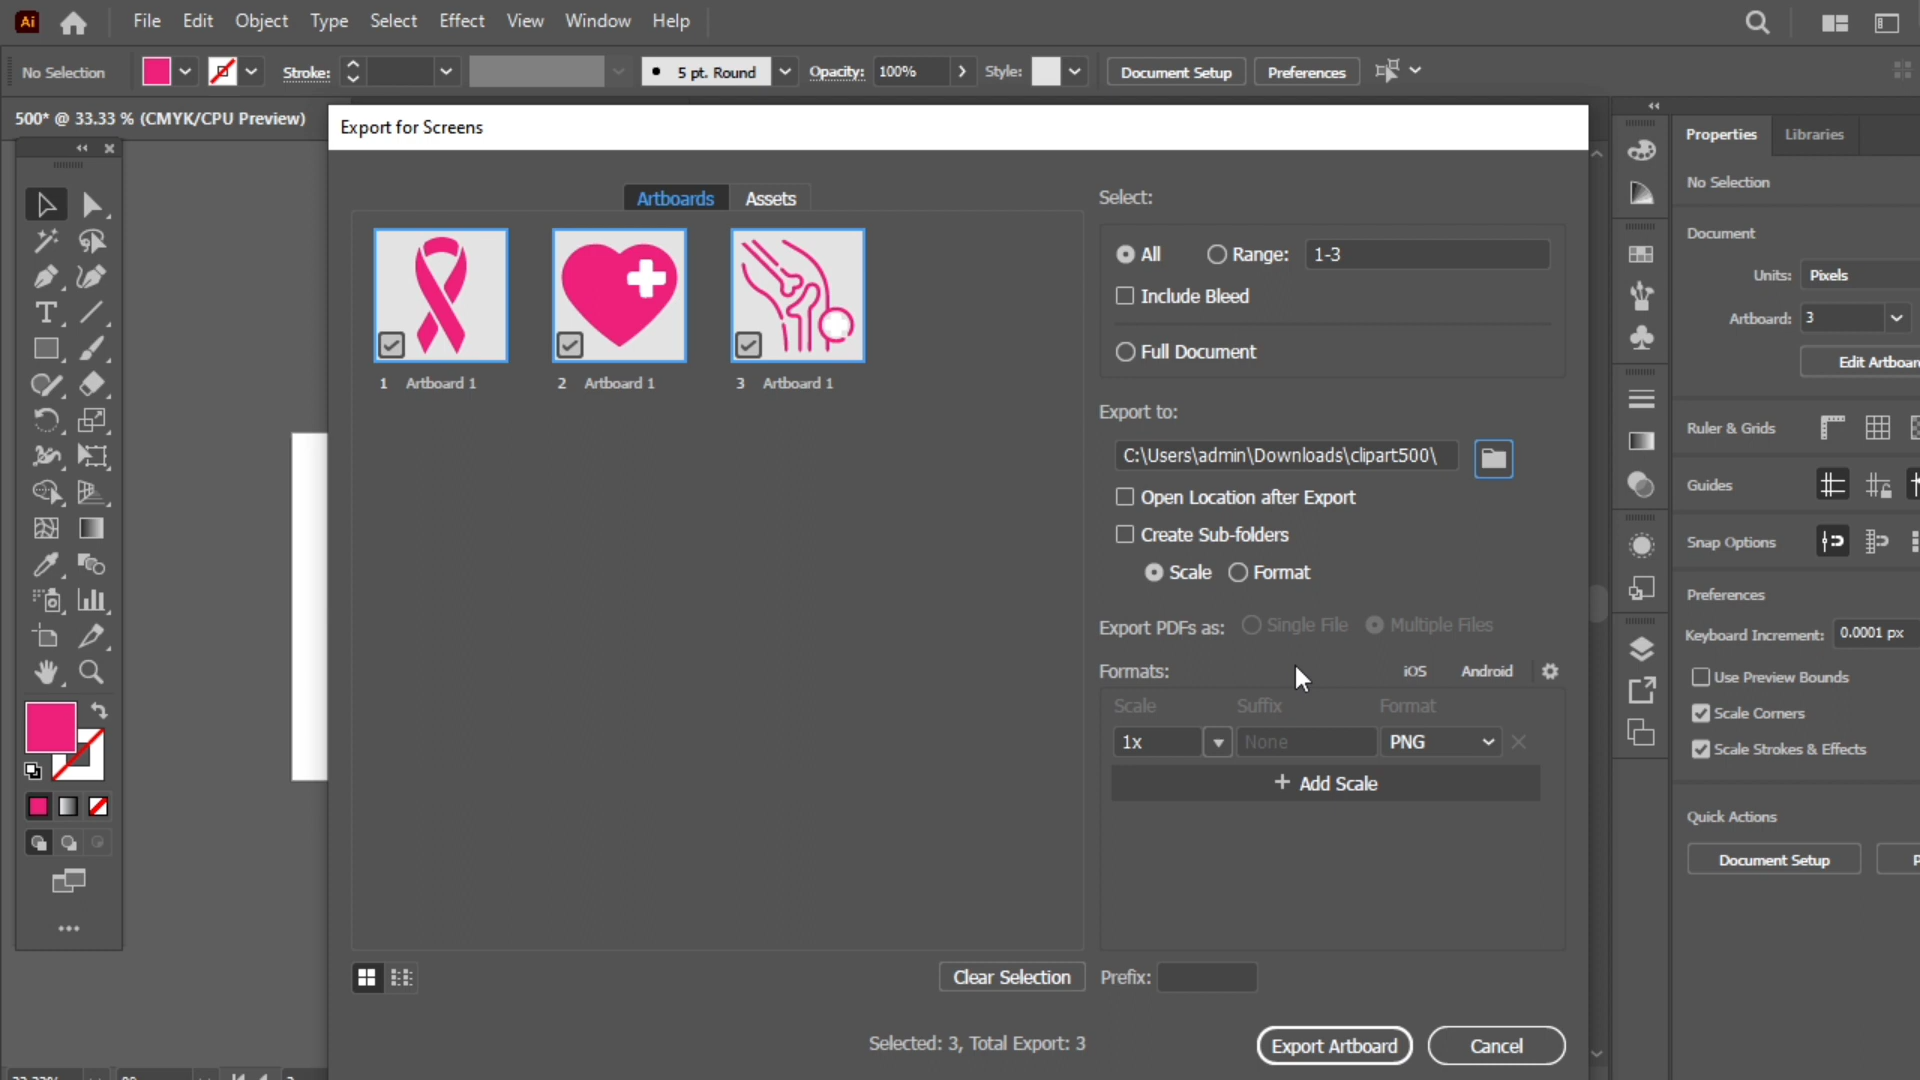 Ai File Edit Object Type Select Effect View Window Help
No Selection Stroke: 5 pt. Round Opacity: 100% Style: Document Setup Preferences
500* @ 33.33 % (CMYK/CPU Preview)
Export for Screens
Artboards Assets
1 Artboard 1
2 Artboard 1
3 Artboard 1
Select:
All Range: 1-3
Include Bleed
Full Document
Export to:
C:\Users\admin\Downloads\clipart500\
Open Location after Export
Create Sub-folders
Scale Format
Export PDFs as: Single File Multiple Files
Formats: iOS Android
Scale Suffix Format
1x None PNG
+ Add Scale
Clear Selection Prefix:
Selected: 3, Total Export: 3
Export Artboard Cancel
Properties Libraries
No Selection
Document
Units: Pixels
Artboard: 3
Edit Artboar
Ruler & Grids
Guides
Snap Options
Preferences
Keyboard Increment: 0.0001 px
Use Preview Bounds
Scale Corners
Scale Strokes & Effects
Quick Actions
Document Setup